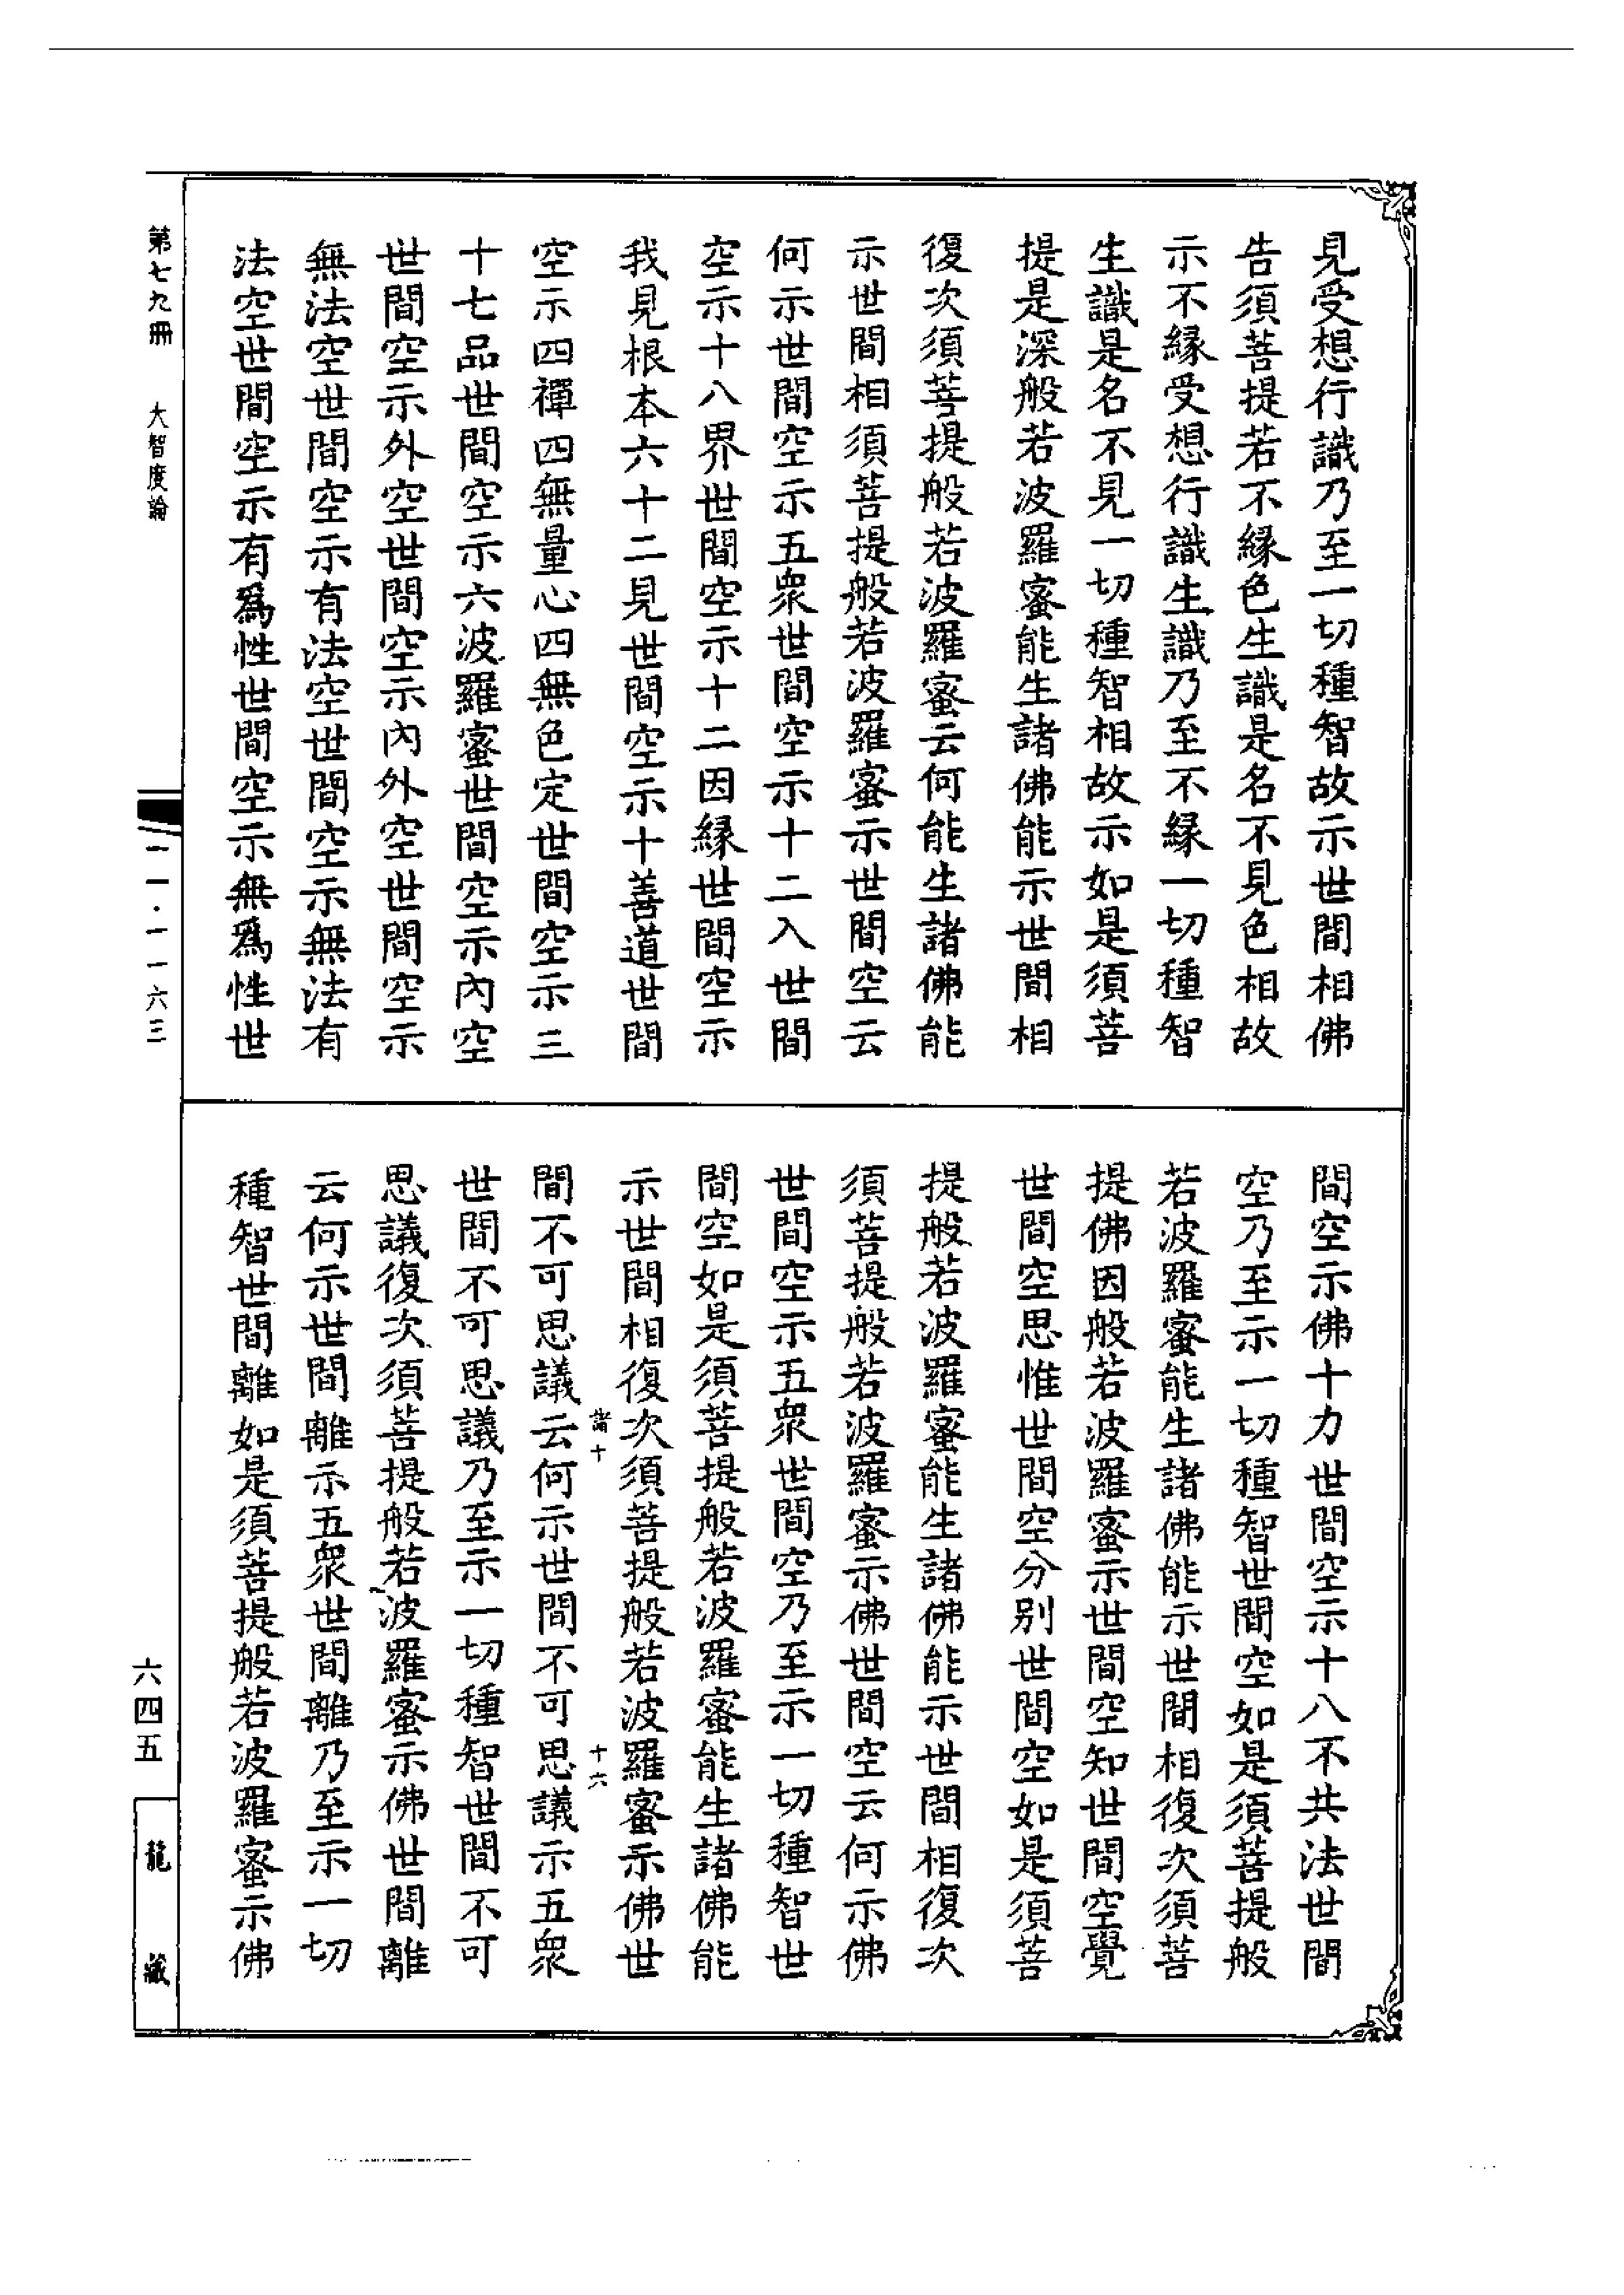 見受想行識乃至一切種智故示世間相佛
告須菩提若不緣色生識是名不見色相故
示不緣受想行識生識乃至不緣一切種智
生識是名不見一切種智相故示如是須菩
提是深般若波羅蜜能生諸佛能示世間相
復次須菩提般若波羅蜜云何能生諸佛能
示世間相須菩提般若波羅蜜示世間空云
何示世間空示五衆世間空示十二入世間
空示十八界世間空示十二因緣世間空示
我見根本六十二見世間空示十善道世間
空示四禪四無量心四無色定世間空示三
十七品世間空示六波羅蜜世間空示內空
世間空示外空世間空示內外空世間空示
無法空世間空示有法空世間空示無法有
法空世間空示有爲性世間空示無爲性世
間空示佛十力世間空示十八不共法世間
空乃至示一切種智世間空如是須菩提般
若波羅蜜能生諸佛能示世間相復次須菩
提佛因般若波羅蜜示世間空知世間空覺
世間空思惟世間空分別世間空如是須菩
提般若波羅蜜能生諸佛能示世間相復次
須菩提般若波羅蜜示佛世間空云何示佛
世間空示五衆世間空乃至示一切種智世
間空如是須菩提般若波羅蜜能生諸佛能
示世間相復次須菩提般若波羅蜜示佛世
諸十 十六
間不可思議云何示世間不可思議示五衆
世間不可思議乃至示一切種智世間不可
思議復次須菩提般若波羅蜜示佛世間離
云何示世間離示五衆世間離乃至示一切
種智世間離如是須菩提般若波羅蜜示佛
第七九冊 大智度論 一一·一一六三
六四五 龍藏